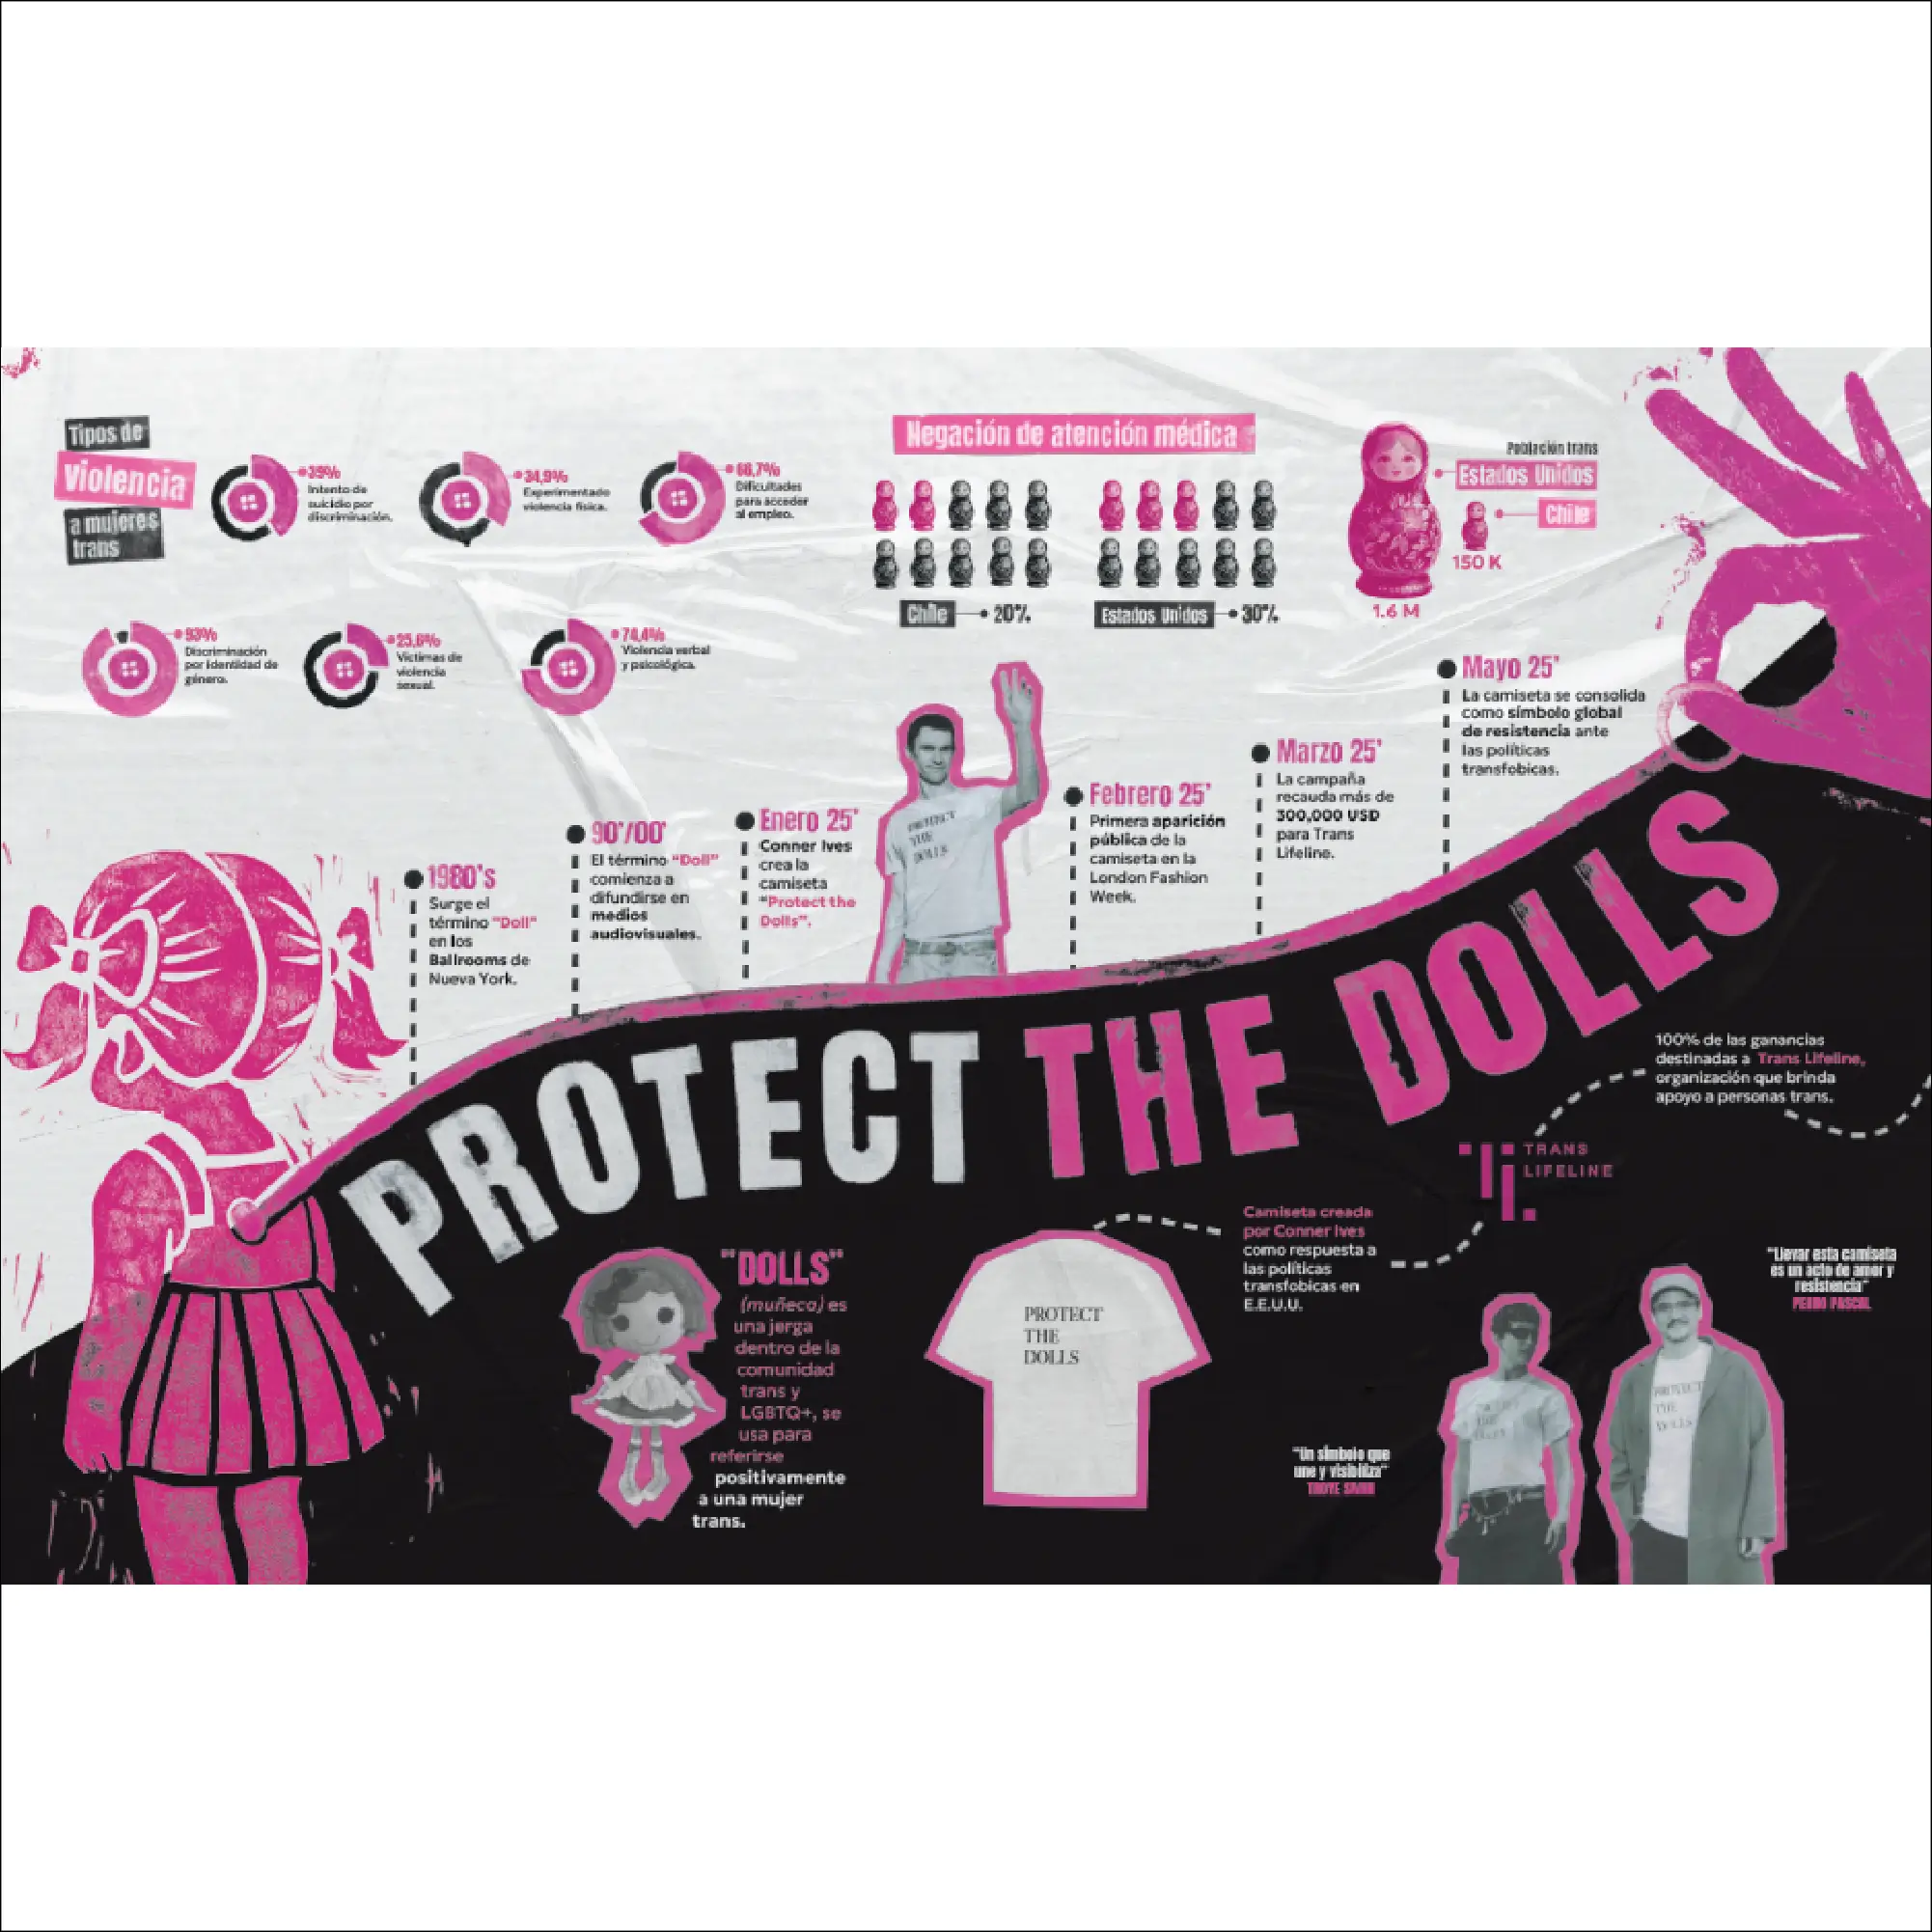 Tipos de
Violencia
a mujeres
trans
39%
Intento de
suicidio por
discriminación.
34,9%
Experimentado
violencia física.
66,7%
Dificultades
para acceder
al empleo.
93%
Discriminación
por identidad de
género.
25,6%
Víctimas de
violencia
sexual.
74,4%
Violencia verbal
y psicológica.
Negación de atención médica
Chile 20%
Estados Unidos 30%
Población trans
Estados Unidos
Chile
150 K
1.6 M
1980's
Surge el
término "Doll"
en los
Ballrooms de
Nueva York.
90'/00'
El término "Doll"
comienza a
difundirse en
medios
audiovisuales.
Enero 25'
Conner Ives
crea la
camiseta
"Protect the
Dolls".
PROTECT
THE
DOLLS
Febrero 25'
Primera aparición
pública de la
camiseta en la
London Fashion
Week.
Marzo 25'
La campaña
recauda más de
300,000 USD
para Trans
Lifeline.
Mayo 25'
La camiseta se consolida
como símbolo global
de resistencia ante
las políticas
transfobicas.
PROTECT THE DOLLS
"DOLLS"
(muñeca) es
una jerga
dentro de la
comunidad
trans y
LGBTQ+, se
usa para
referirse
positivamente
a una mujer
trans.
PROTECT
THE
DOLLS
Camiseta creada
por Conner Ives
como respuesta a
las políticas
transfobicas en
E.E.U.U.
TRANS
LIFELINE
100% de las ganancias
destinadas a Trans Lifeline,
organización que brinda
apoyo a personas trans.
"Un símbolo que
une y visibiliza"
TROYE SIVAN
"Llevar esta camiseta
es un acto de amor y
resistencia"
PEDRO PASCAL
PROTECT
THE
DOLLS